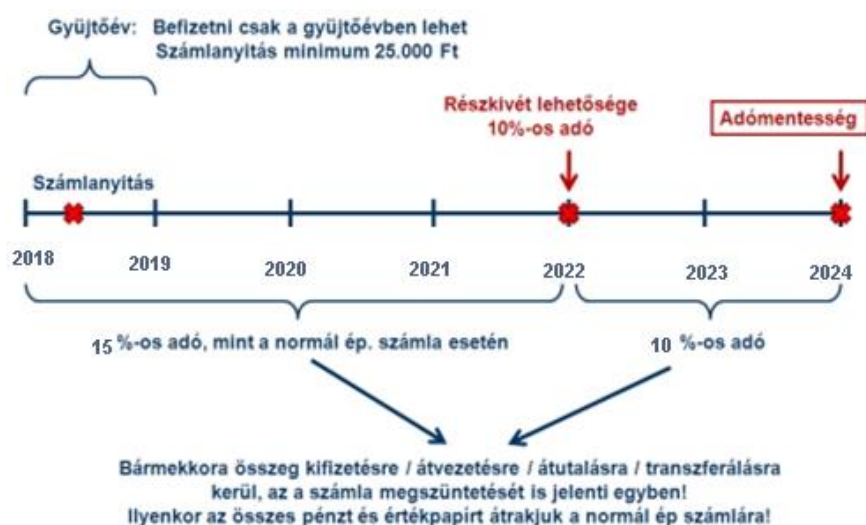 Gyüjtőév: Befizetni csak a gyüjtőévben lehet
Számlanyitás minimum 25.000 Ft
Részkivét lehetősége
10%-os adó
Adómentesség
Számlanyitás
2018 2019 2020 2021 2022 2023 2024
15 %-os adó, mint a normál ép. számla esetén
10 %-os adó
Bármekkora összeg kifizetésre / átvezetésre / átutalásra / transzferálásra
kerül, az a számla megszüntetését is jelenti egyben!
Ilyenkor az összes pénzt és értékpapírt átrakjuk a normál ép számlára!